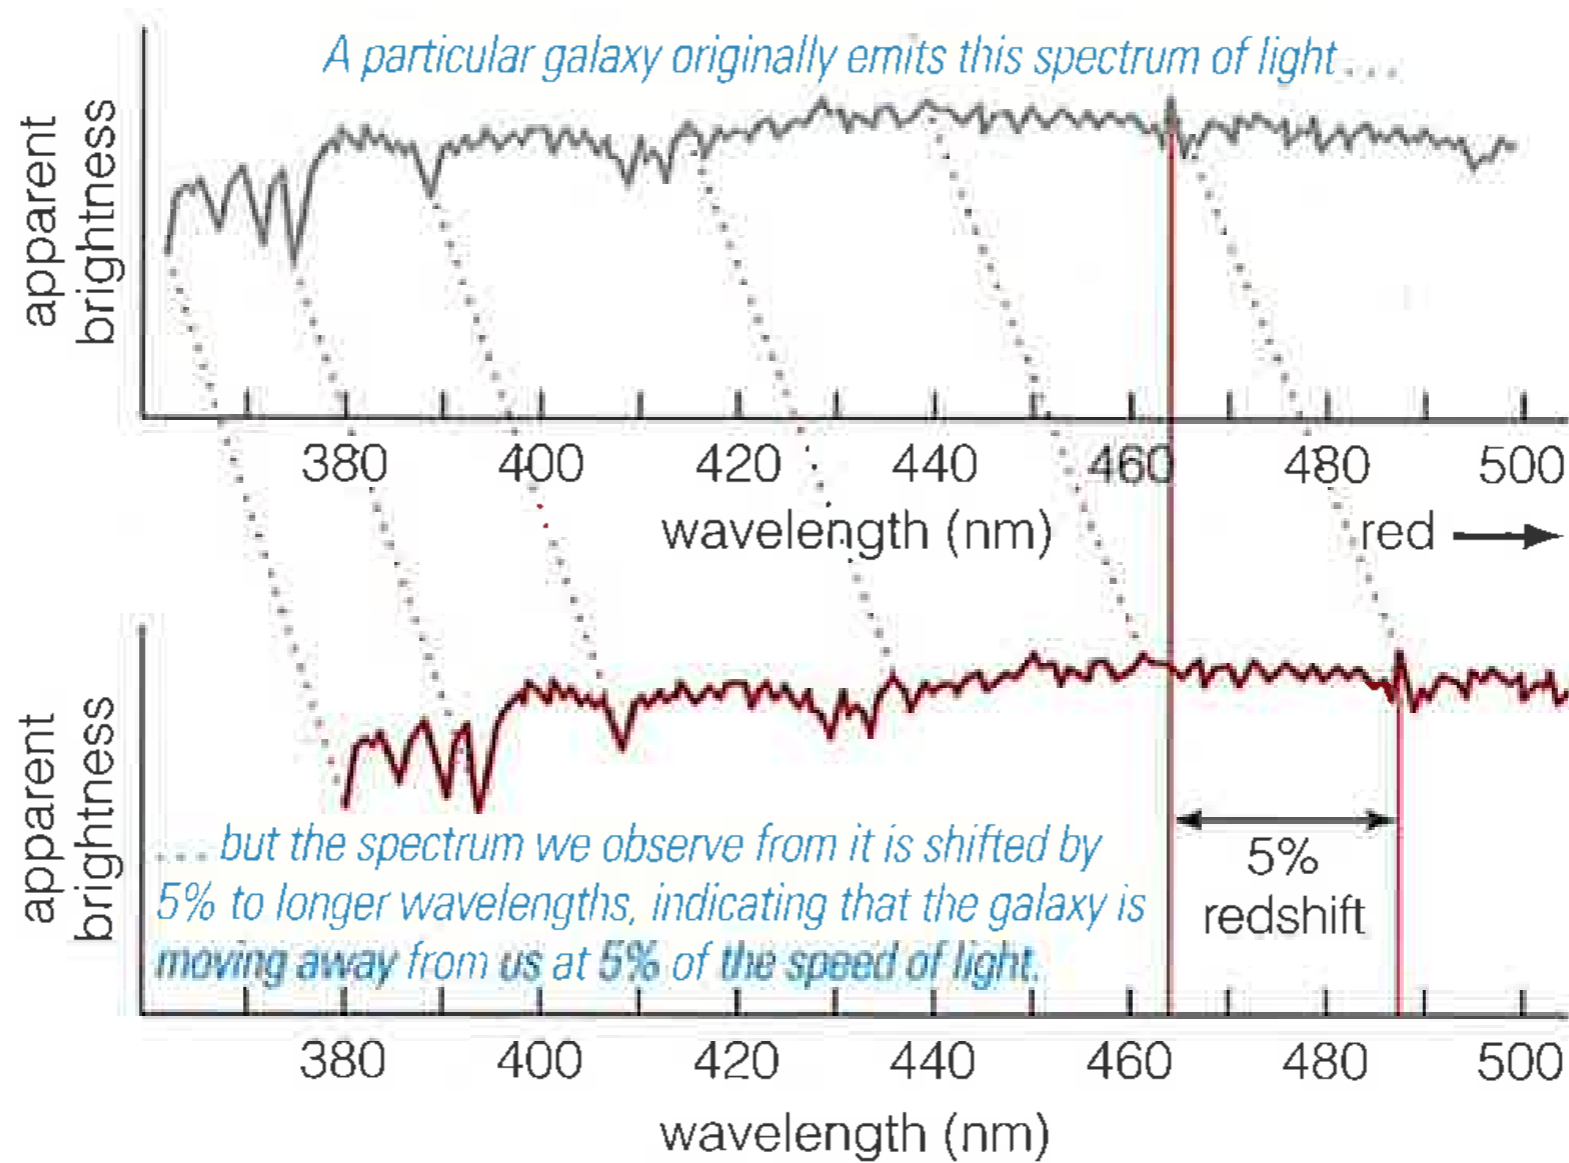 A particular galaxy originally emits this spectrum of light....
apparent
brightness
380 400 420 440 460 480 500
wavelength (nm)
red
apparent
brightness
....but the spectrum we observe from it is shifted by
5% to longer wavelengths, indicating that the galaxy is
moving away from us at 5% of the speed of light.
5%
redshift
380 400 420 440 460 480 500
wavelength (nm)